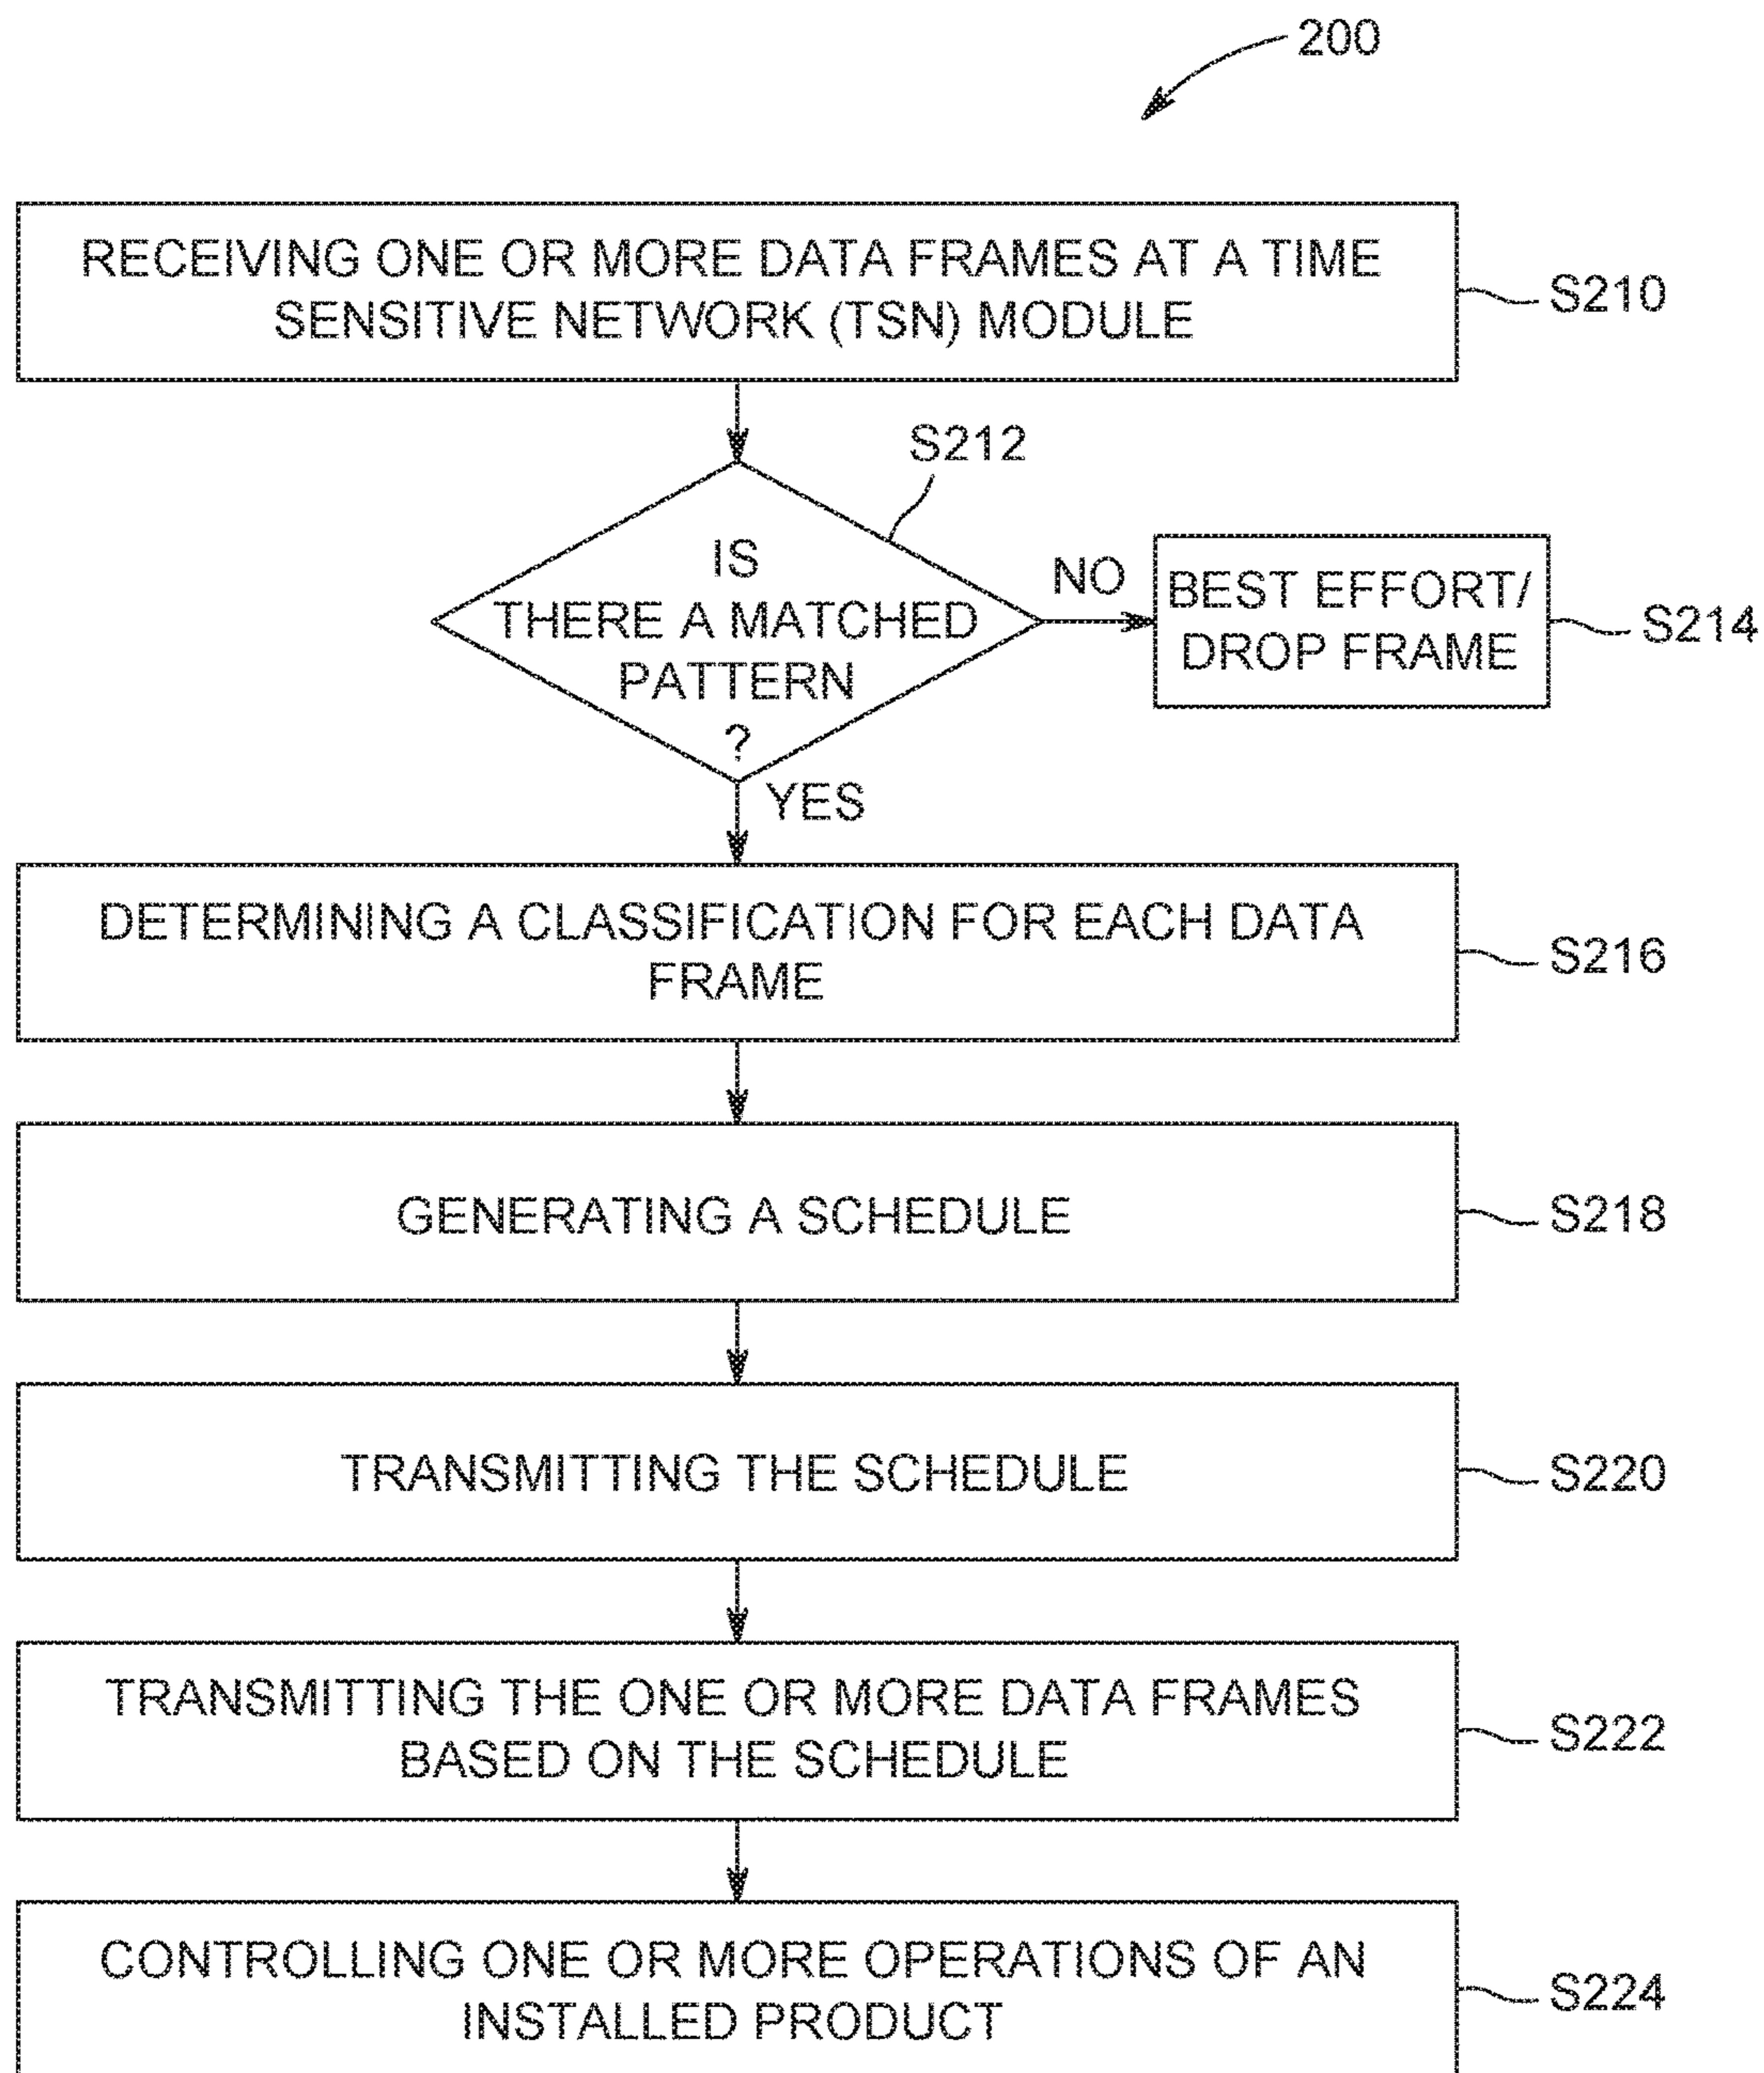 200
RECEIVING ONE OR MORE DATA FRAMES AT A TIME
SENSITIVE NETWORK (TSN) MODULE
S210
S212
IS
THERE A MATCHED
PATTERN
?
NO
BEST EFFORT/
DROP FRAME
S214
YES
DETERMINING A CLASSIFICATION FOR EACH DATA
FRAME
S216
GENERATING A SCHEDULE
S218
TRANSMITTING THE SCHEDULE
S220
TRANSMITTING THE ONE OR MORE DATA FRAMES
BASED ON THE SCHEDULE
S222
CONTROLLING ONE OR MORE OPERATIONS OF AN
INSTALLED PRODUCT
S224